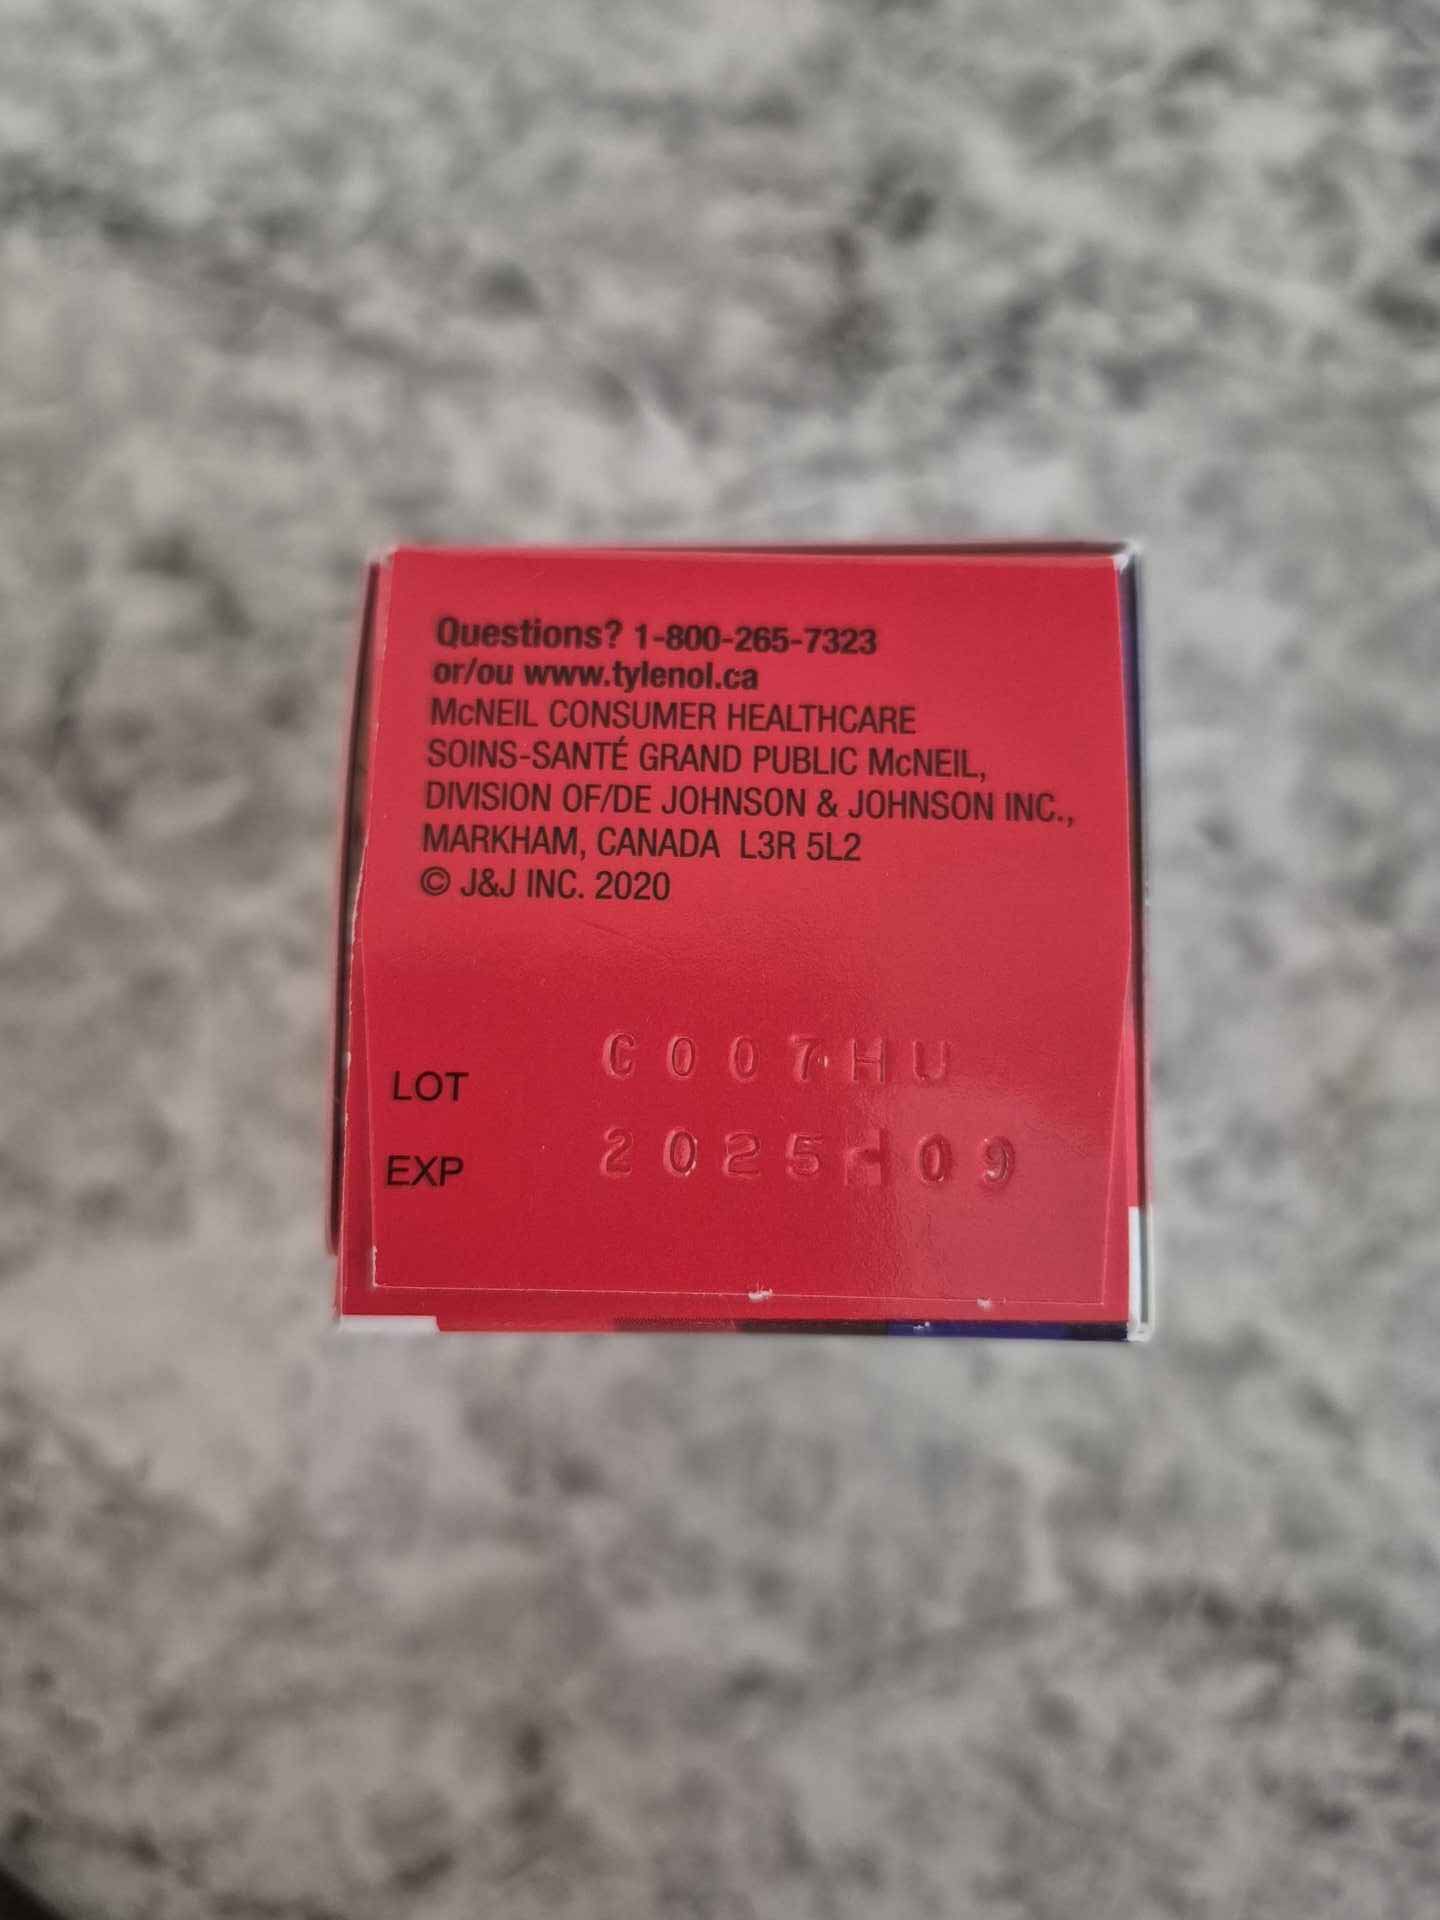 Questions? 1-800-265-7323
or/ou www.tylenol.ca
McNEIL CONSUMER HEALTHCARE
SOINS-SANTÉ GRAND PUBLIC McNEIL,
DIVISION OF/DE JOHNSON & JOHNSON INC.,
MARKHAM, CANADA L3R 5L2
© J&J INC. 2020
LOT C007HU
EXP 2025-09